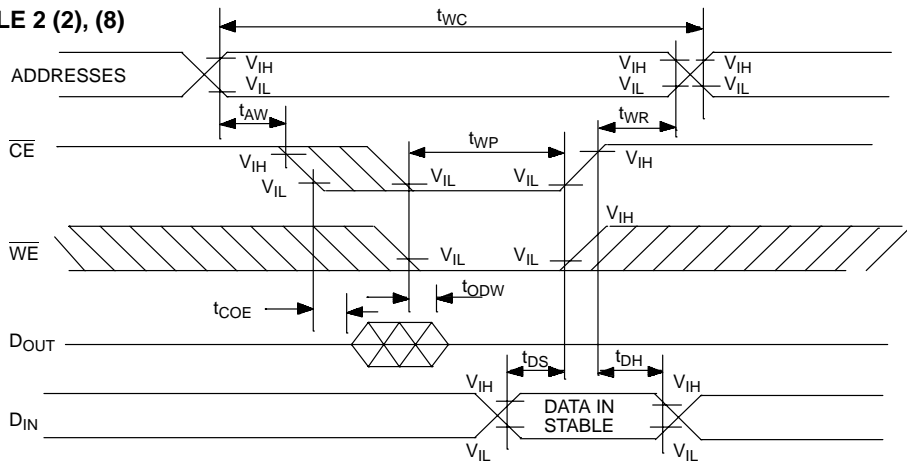 LE 2 (2), (8)
tWC
ADDRESSES
VIH
VIL
VIH
VIL
VIH
VIL
tAW
tWR
CE
VIH
VIL
tWP
VIL
VIL
VIH
WE
VIL
VIL
VIH
tCOE
tODW
DOUT
tDS
tDH
DIN
VIH
VIL
DATA IN
STABLE
VIH
VIL